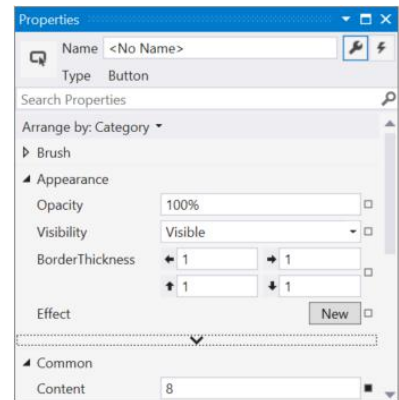 Properties
Name <No Name>
Type Button
Search Properties
Arrange by: Category
Brush
Appearance
Opacity 100%
Visibility Visible
BorderThickness 1 1
1 1
Effect New
Common
Content 8